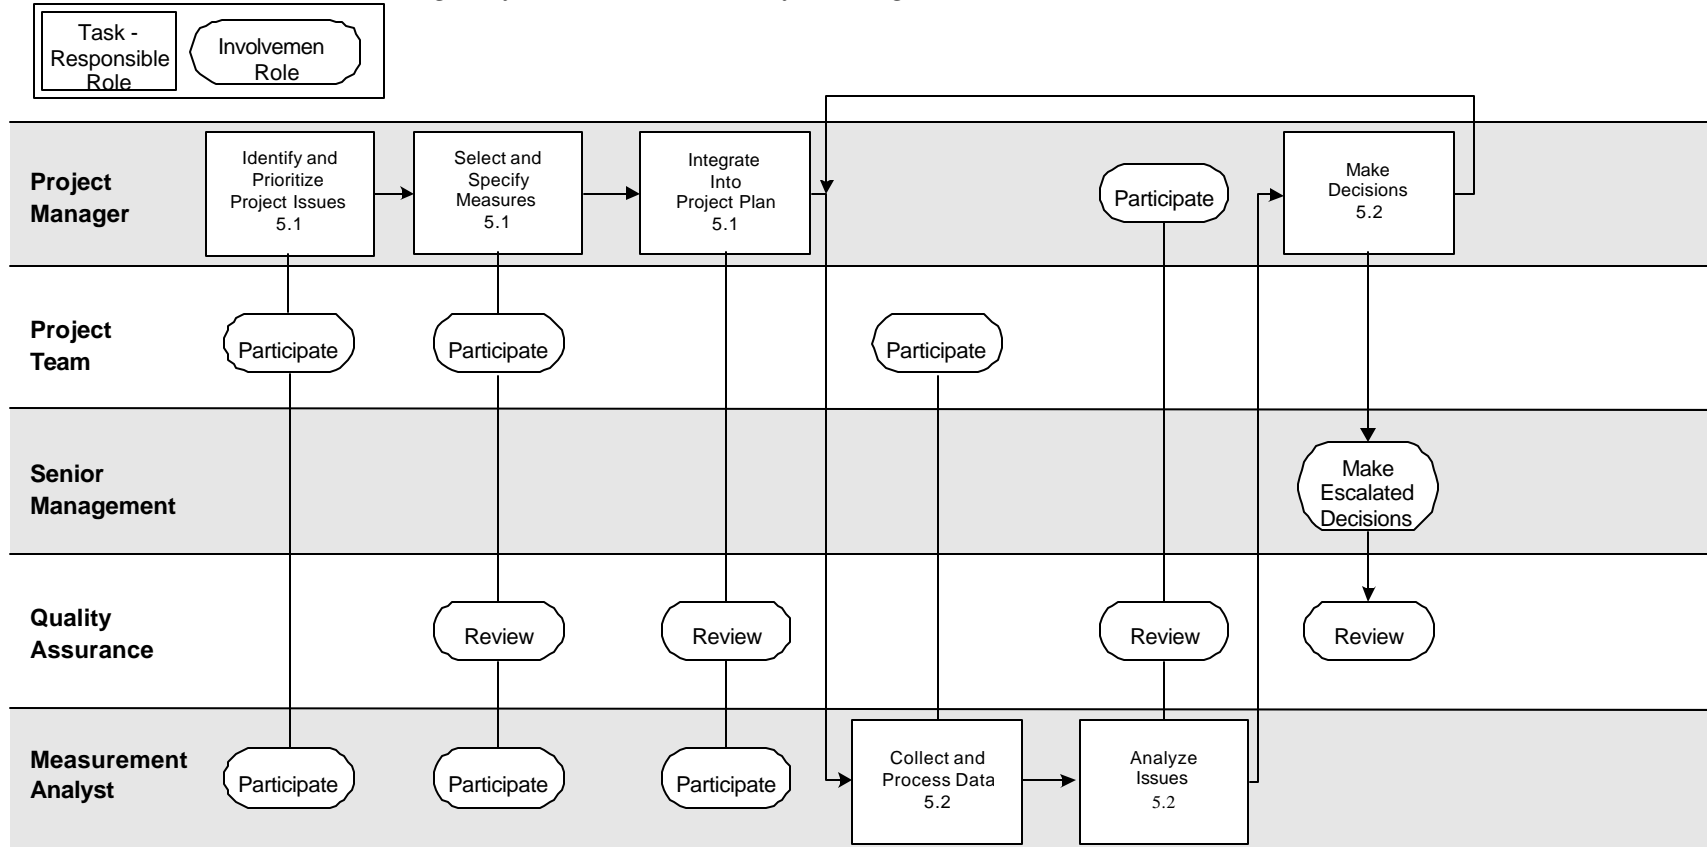 Task -
Responsible
Role
Involvemen
Role
Project
Manager
Identify and
Prioritize
Project Issues
5.1
Select and
Specify
Measures
5.1
Integrate
Into
Project Plan
5.1
Participate
Make
Decisions
5.2
Project
Team
Participate
Participate
Participate
Senior
Management
Make
Escalated
Decisions
Quality
Assurance
Review
Review
Review
Review
Measurement
Analyst
Participate
Participate
Participate
Collect and
Process Data
5.2
Analyze
Issues
5.2